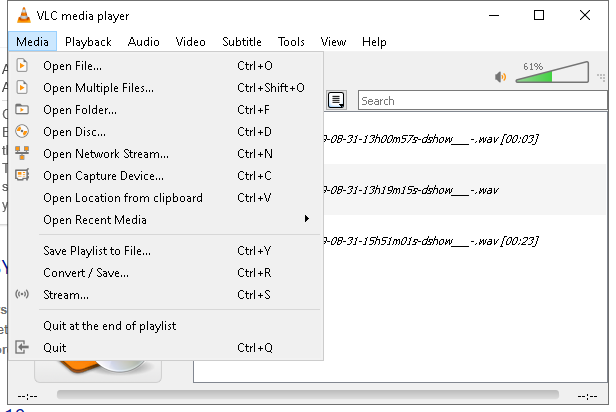 VLC media player
Media Playback Audio Video Subtitle Tools View Help
Open File... Ctrl+O
61%
Open Multiple Files... Ctrl+Shift+O
Open Folder... Ctrl+F
Search
Open Disc... Ctrl+D
-08-31-13h00m57s-dshow___-.wav [00:03]
Open Network Stream... Ctrl+N
Open Capture Device... Ctrl+C
-08-31-13h19m15s-dshow___-.wav
Open Location from clipboard Ctrl+V
Open Recent Media
-08-31-15h51m01s-dshow___-.wav [00:23]
Save Playlist to File... Ctrl+Y
Convert / Save... Ctrl+R
Stream... Ctrl+S
Quit at the end of playlist
Quit Ctrl+Q
--:-- --:--